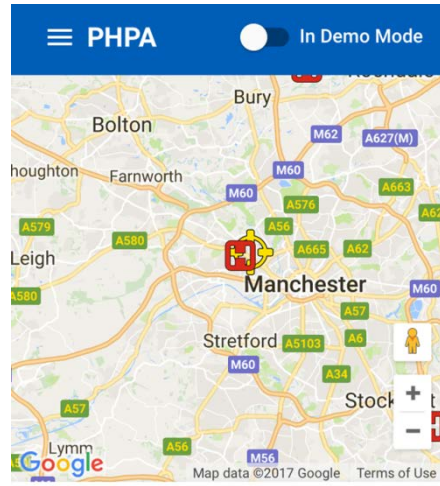 PHPA In Demo Mode
Bury
Bolton
M62 A627(M)
houghton Farnworth
M60
M60 A663
A576
A579 A56
A580 A665 A62
Leigh
A580
Manchester M60
A57
Stretford A5103 A6
M60
A34
Stock t
A57
Lymm A56
M56
Google
Map data ©2017 Google Terms of Use